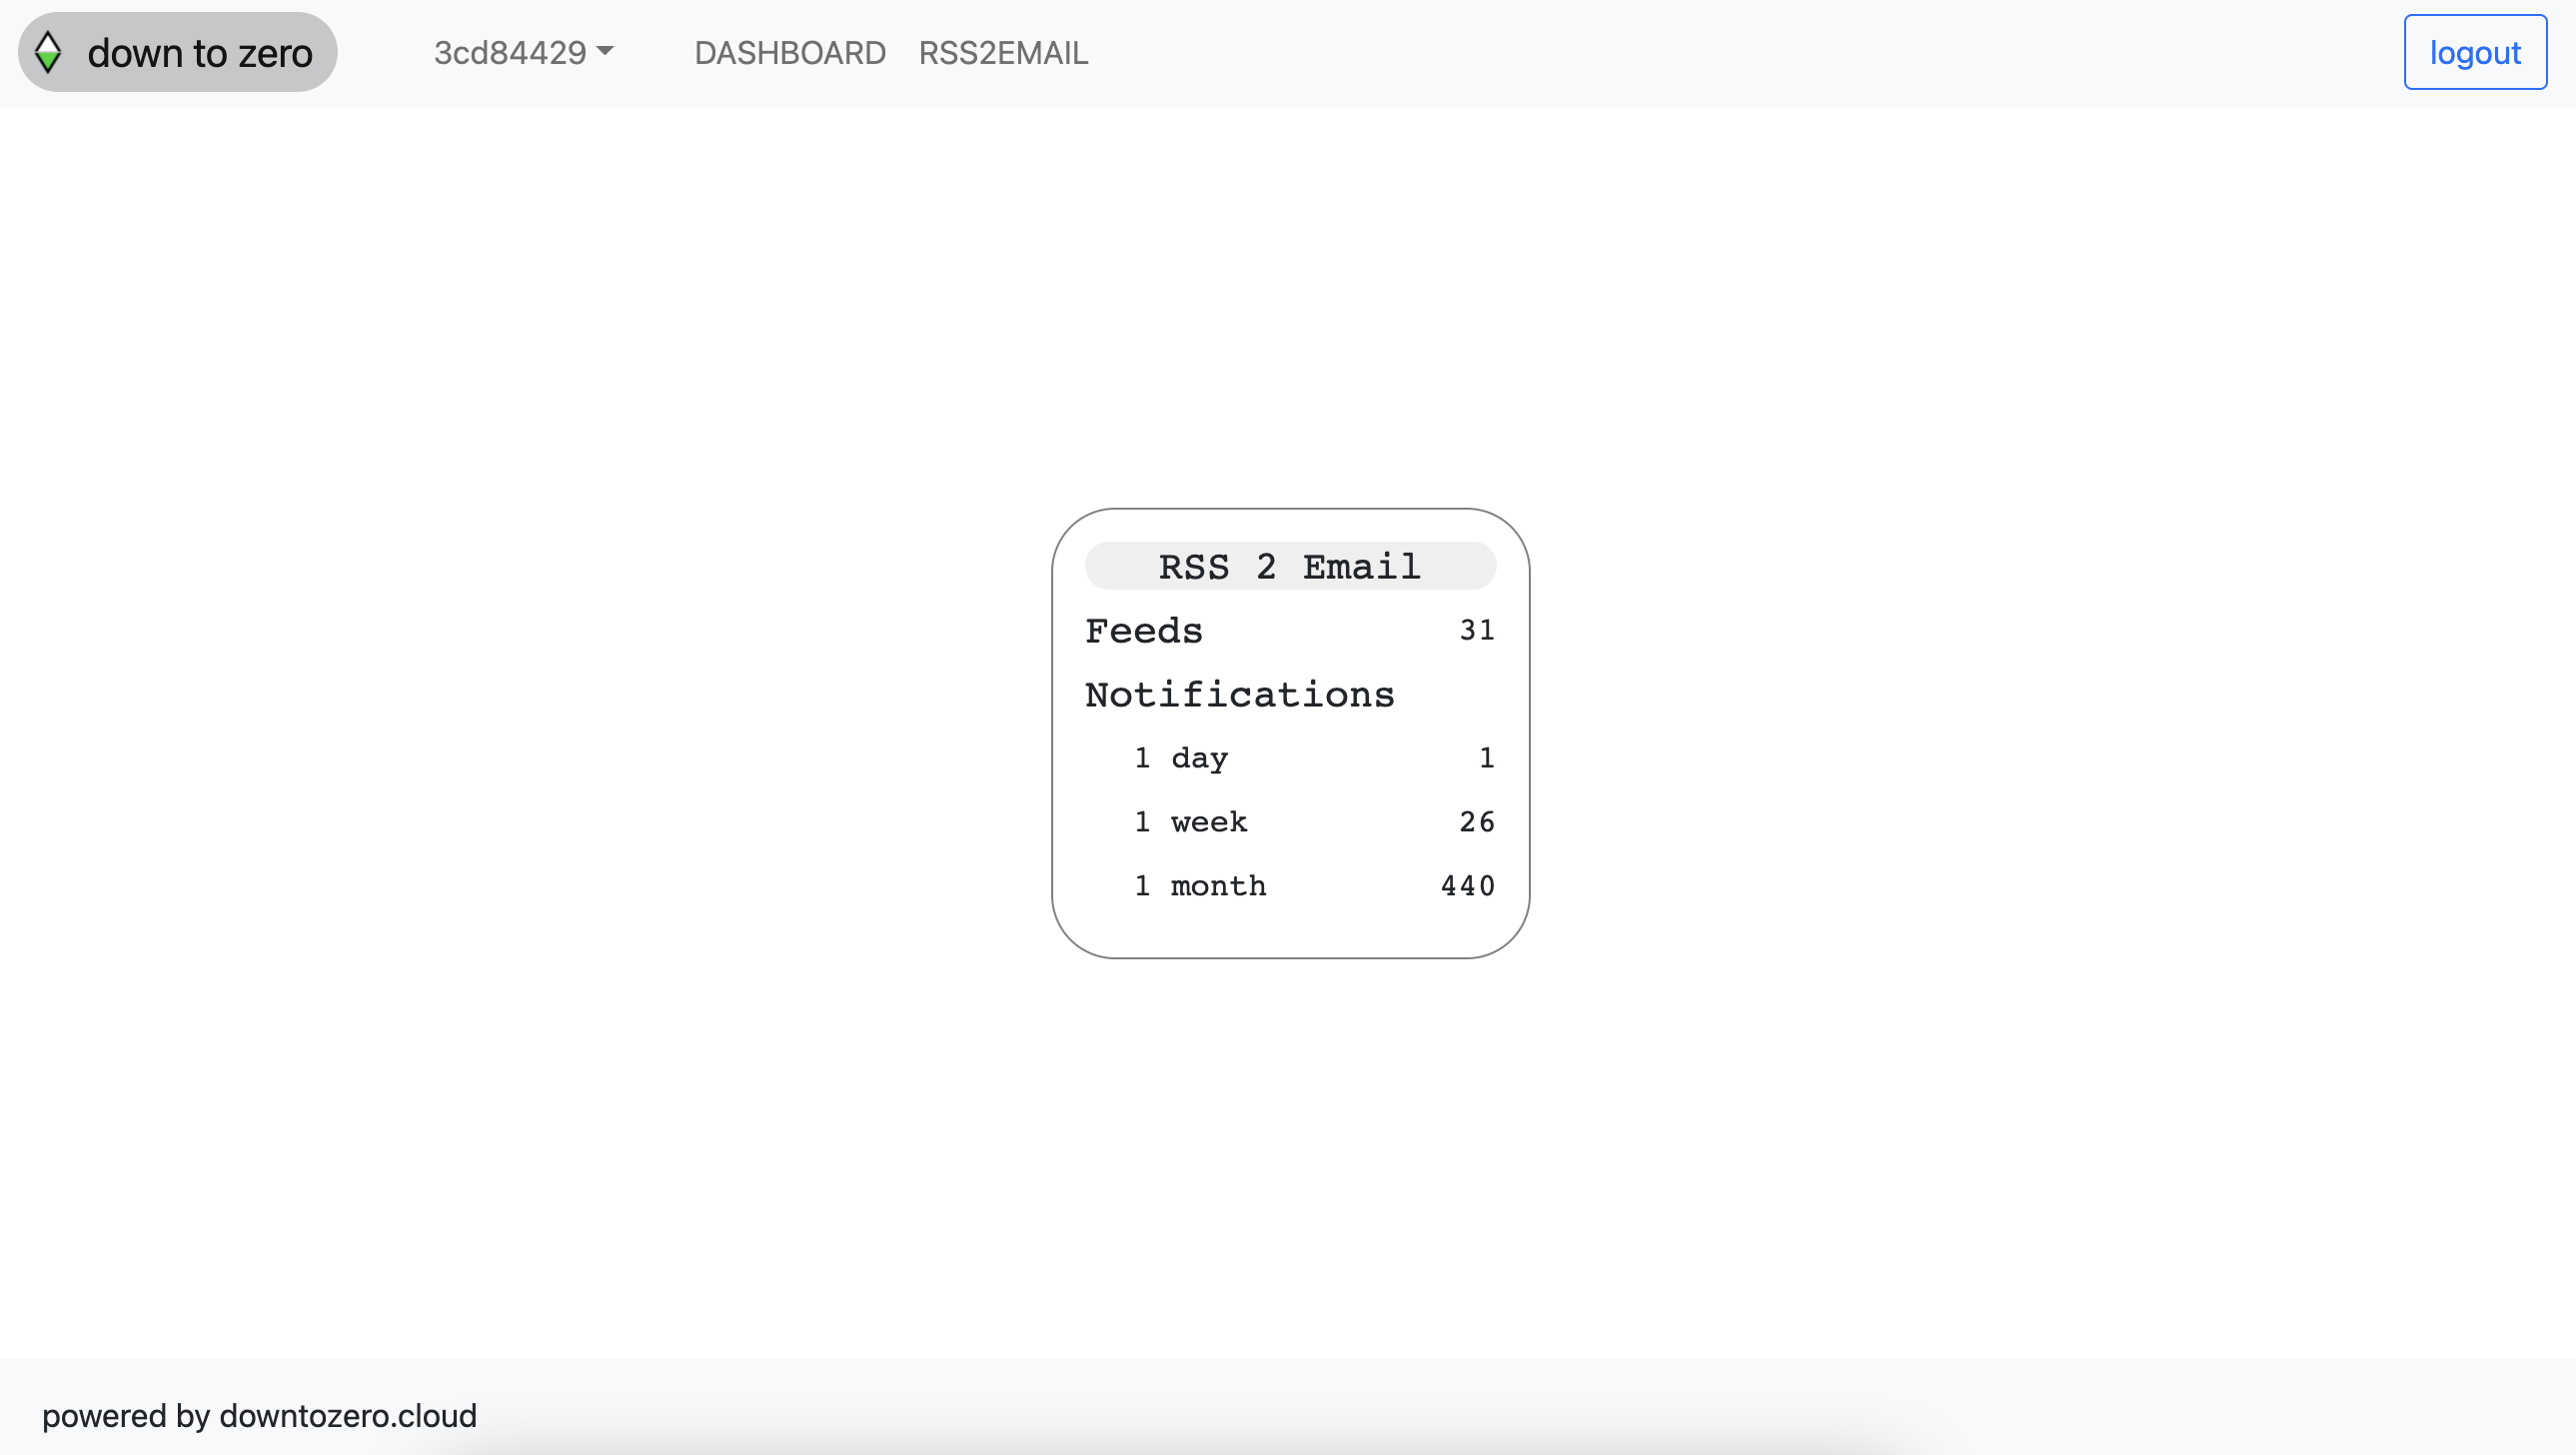 down to zero 3cd84429 DASHBOARD RSS2EMAIL logout
RSS 2 Email
Feeds 31
Notifications
1 day 1
1 week 26
1 month 440
powered by downtozero.cloud